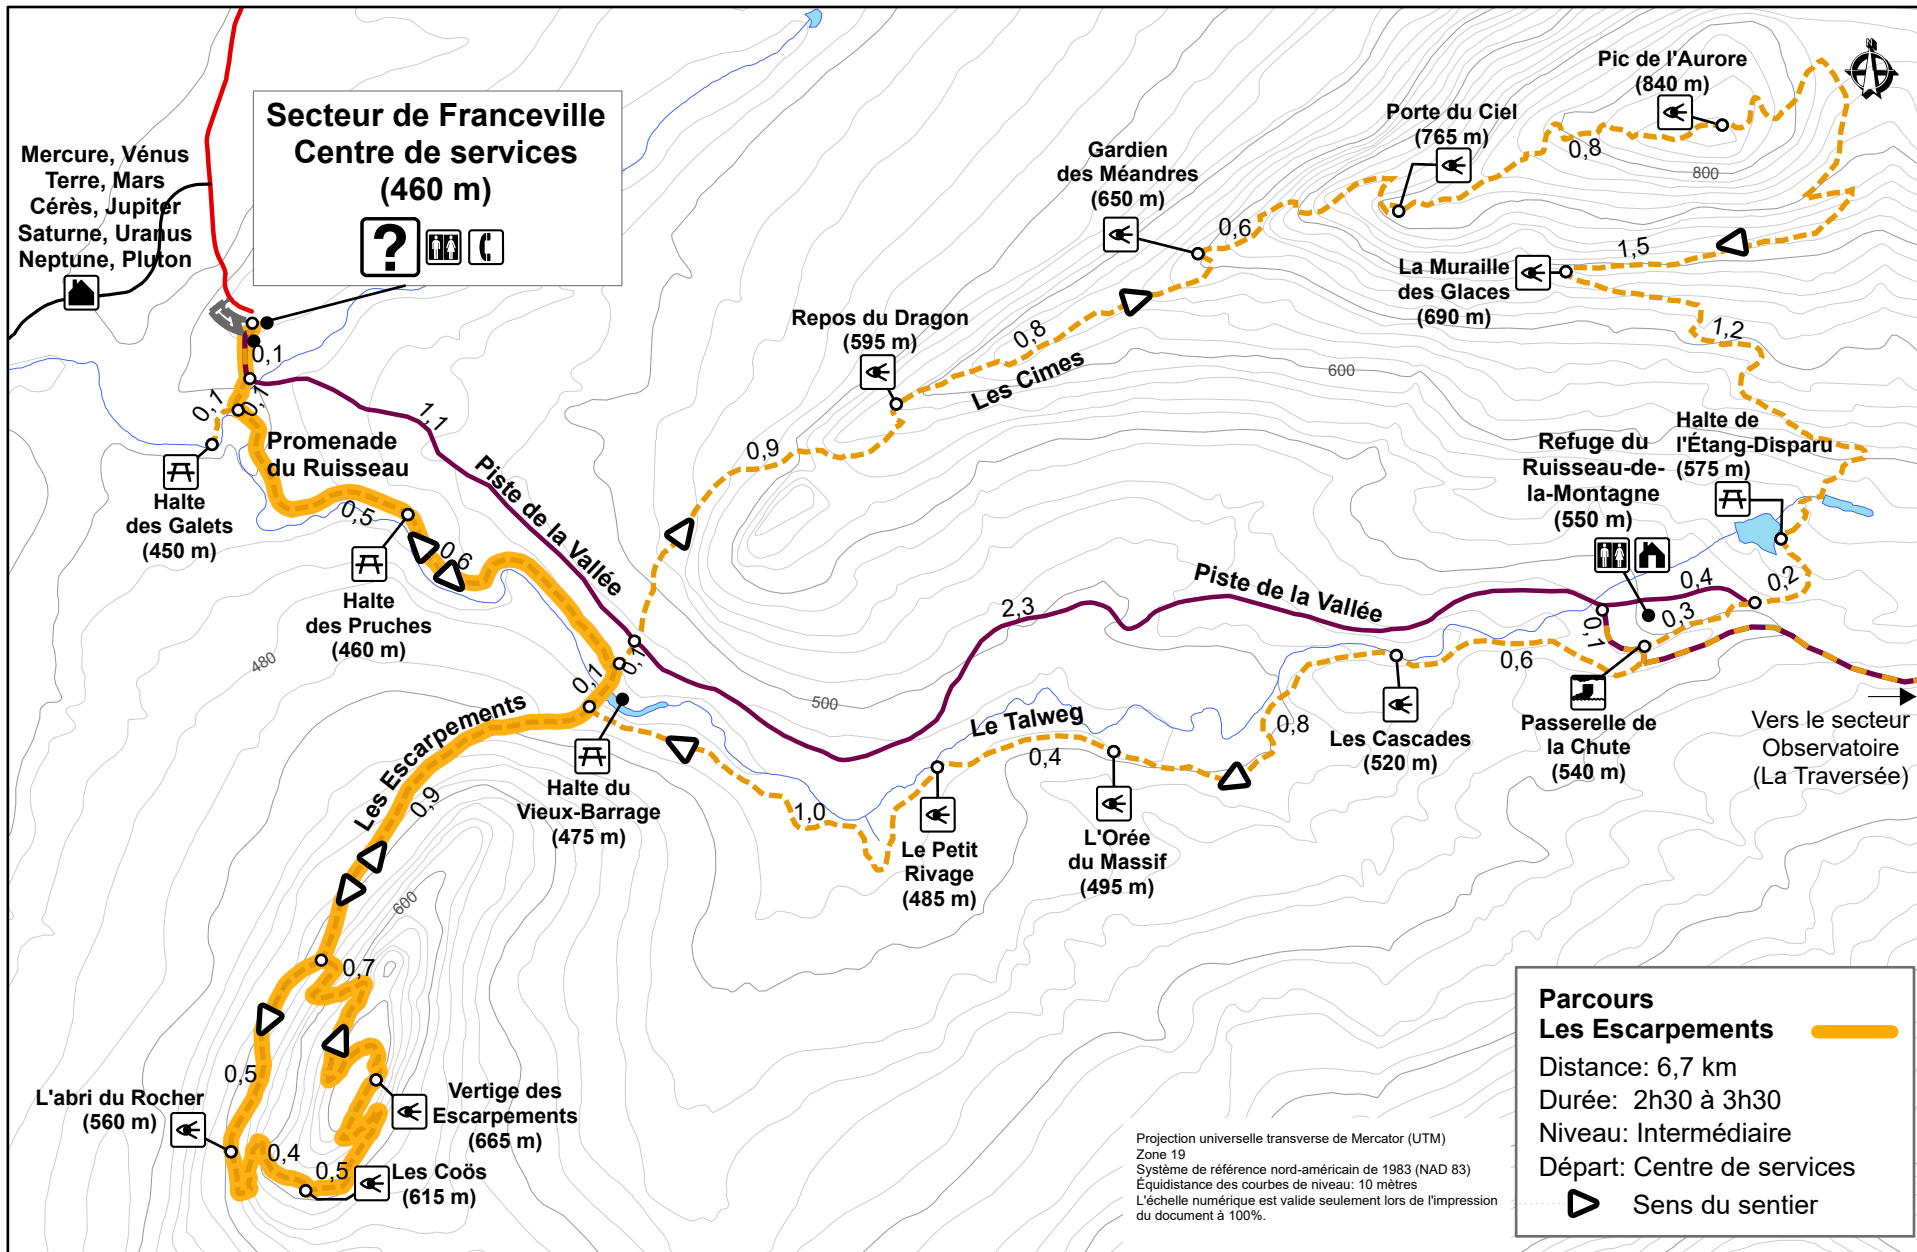 Secteur de Franceville
Centre de services
(460 m)
?
Mercure, Vénus
Terre, Mars
Cérès, Jupiter
Saturne, Uranus
Neptune, Pluton
Pic de l'Aurore
(840 m)
N
Porte du Ciel
(765 m)
0,8
800
Gardien
des Méandres
(650 m)
0,6
1,5
La Muraille
des Glaces
(690 m)
1,2
Repos du Dragon
(595 m)
0,8
Les Cimes
600
0,1
0,1
0,1
1,1
Promenade
du Ruisseau
Halte
des Galets
(450 m)
0,5
0,6
Halte
des Pruches
(460 m)
Piste de la Vallée
0,9
Refuge du
Ruisseau-de-
la-Montagne
(550 m)
Halte de
l'Étang-Disparu
(575 m)
Piste de la Vallée
2,3
0,4
0,2
0,3
0,1
0,6
480
0,1
0,1
500
Les Escarpements
0,9
Halte du
Vieux-Barrage
(475 m)
1,0
Le Talweg
0,4
0,8
Le Petit
Rivage
(485 m)
L'Orée
du Massif
(495 m)
Les Cascades
(520 m)
Passerelle de
la Chute
(540 m)
Vers le secteur
Observatoire
(La Traversée)
600
0,7
0,5
L'abri du Rocher
(560 m)
0,4
0,5
Vertige des
Escarpements
(665 m)
Les Coös
(615 m)
Projection universelle transverse de Mercator (UTM)
Zone 19
Système de référence nord-américain de 1983 (NAD 83)
Équidistance des courbes de niveau: 10 mètres
L'échelle numérique est valide seulement lors de l'impression
du document à 100%.
Parcours
Les Escarpements
Distance: 6,7 km
Durée: 2h30 à 3h30
Niveau: Intermédiaire
Départ: Centre de services
Sens du sentier